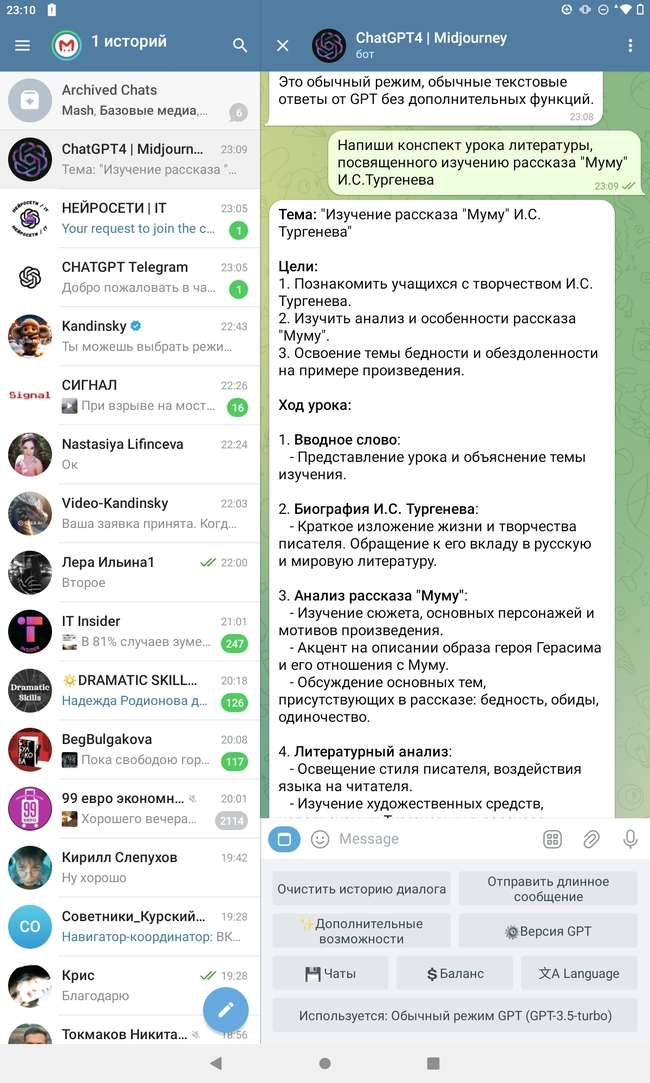 23:10
1 историй
Archived Chats
Mash, Базовые медиа,...
6
ChatGPT4 | Midjourn...
23:09
Тема: "Изучение рассказа "...
НЕЙРОСЕТИ | IT
23:05
Your request to join the c...
1
CHATGPT Telegram
23:05
Добро пожаловать в ча...
1
Kandinsky
22:43
Ты можешь выбрать режи...
Signal
СИГНАЛ
22:26
При взрыве на мост...
16
Nastasiya Lifinceva
22:24
Ок
Video-Kandinsky
22:03
Ваша заявка принята. Когд...
Лера Ильина1
22:00
Второе
IT Insider
21:01
В 81% случаев зуме...
247
Dramatic
Skills
☀️DRAMATIC SKILL...
20:18
Надежда Родионова д...
126
BegBulgakova
20:08
Пока свободою гор...
117
99
ЕВРО
99 евро экономн...
20:01
Хорошего вечера...
2114
Кирилл Слепухов
19:42
Ну хорошо
СО
Советники_Курский...
19:28
Навигатор-координатор: ВК...
Крис
19:28
Благодарю
Токмаков Никита...
18:56
ChatGPT4 | Midjourney
бот
Это обычный режим, обычные текстовые
ответы от GPT без дополнительных функций.
23:08
Напиши конспект урока литературы,
посвященного изучению рассказа "Муму"
И.С.Тургенева
23:09
Тема: "Изучение рассказа "Муму" И.С.
Тургенева"
Цели:
1. Познакомить учащихся с творчеством И.С.
Тургенева.
2. Изучить анализ и особенности рассказа
"Муму".
3. Освоение темы бедности и обездоленности
на примере произведения.
Ход урока:
1. Вводное слово:
- Представление урока и объяснение темы
изучения.
2. Биография И.С. Тургенева:
- Краткое изложение жизни и творчества
писателя. Обращение к его вкладу в русскую
и мировую литературу.
3. Анализ рассказа "Муму":
- Изучение сюжета, основных персонажей и
мотивов произведения.
- Акцент на описании образа героя Герасима
и его отношения с Муму.
- Обсуждение основных тем,
присутствующих в рассказе: бедность, обиды,
одиночество.
4. Литературный анализ:
- Освещение стиля писателя, воздействия
языка на читателя.
- Изучение художественных средств,
Message
Очистить историю диалога
Отправить длинное
сообщение
✨Дополнительные
возможности
⚙️Версия GPT
💾 Чаты
💲Баланс
文A Language
Используется: Обычный режим GPT (GPT-3.5-turbo)